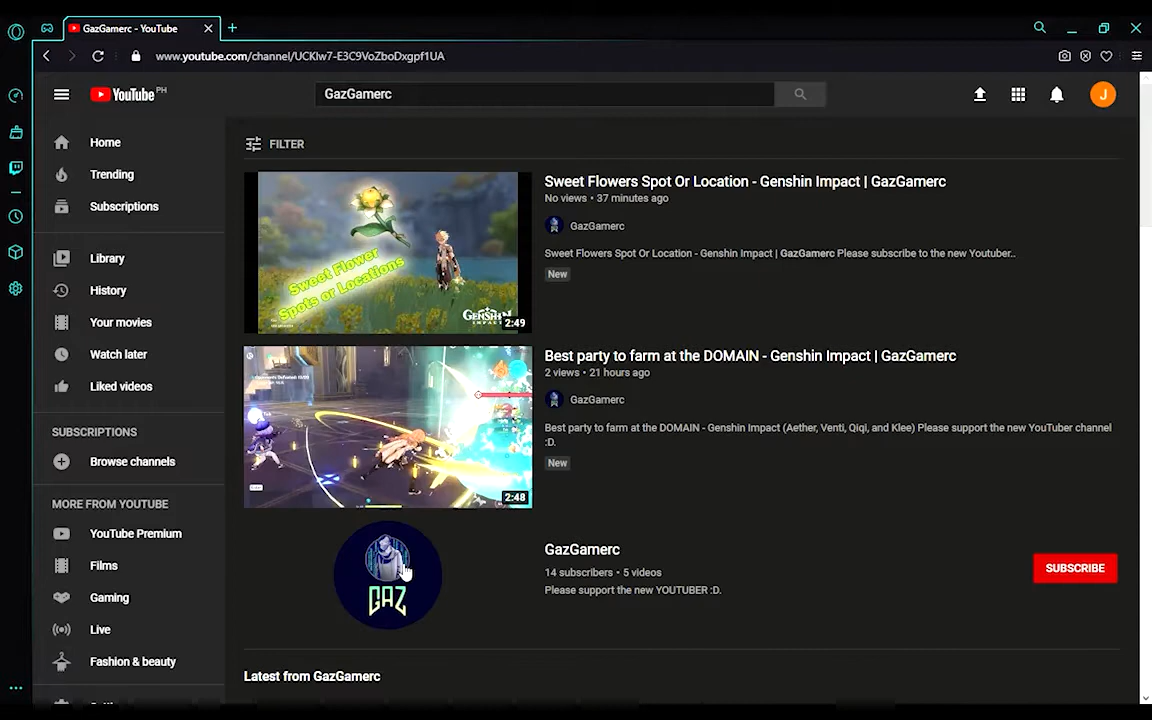 GazGamerc - YouTube
www.youtube.com/channel/UCKlw7-E3C9VoZboDxgpf1UA
YouTube PH
GazGamerc
J
Home
Trending
Subscriptions
Library
History
Your movies
Watch later
Liked videos
SUBSCRIPTIONS
Browse channels
MORE FROM YOUTUBE
YouTube Premium
Films
Gaming
Live
Fashion & beauty
FILTER
Sweet Flower
Spots or Locations
GENSHIN
IMPACT
2:49
Sweet Flowers Spot Or Location - Genshin Impact | GazGamerc
No views • 37 minutes ago
GazGamerc
Sweet Flowers Spot Or Location - Genshin Impact | GazGamerc Please subscribe to the new Youtuber..
New
2:48
Best party to farm at the DOMAIN - Genshin Impact | GazGamerc
2 views • 21 hours ago
GazGamerc
Best party to farm at the DOMAIN - Genshin Impact (Aether, Venti, Qiqi, and Klee) Please support the new YouTuber channel
:D.
New
GAZ
GazGamerc
14 subscribers • 5 videos
Please support the new YOUTUBER :D.
SUBSCRIBE
Latest from GazGamerc